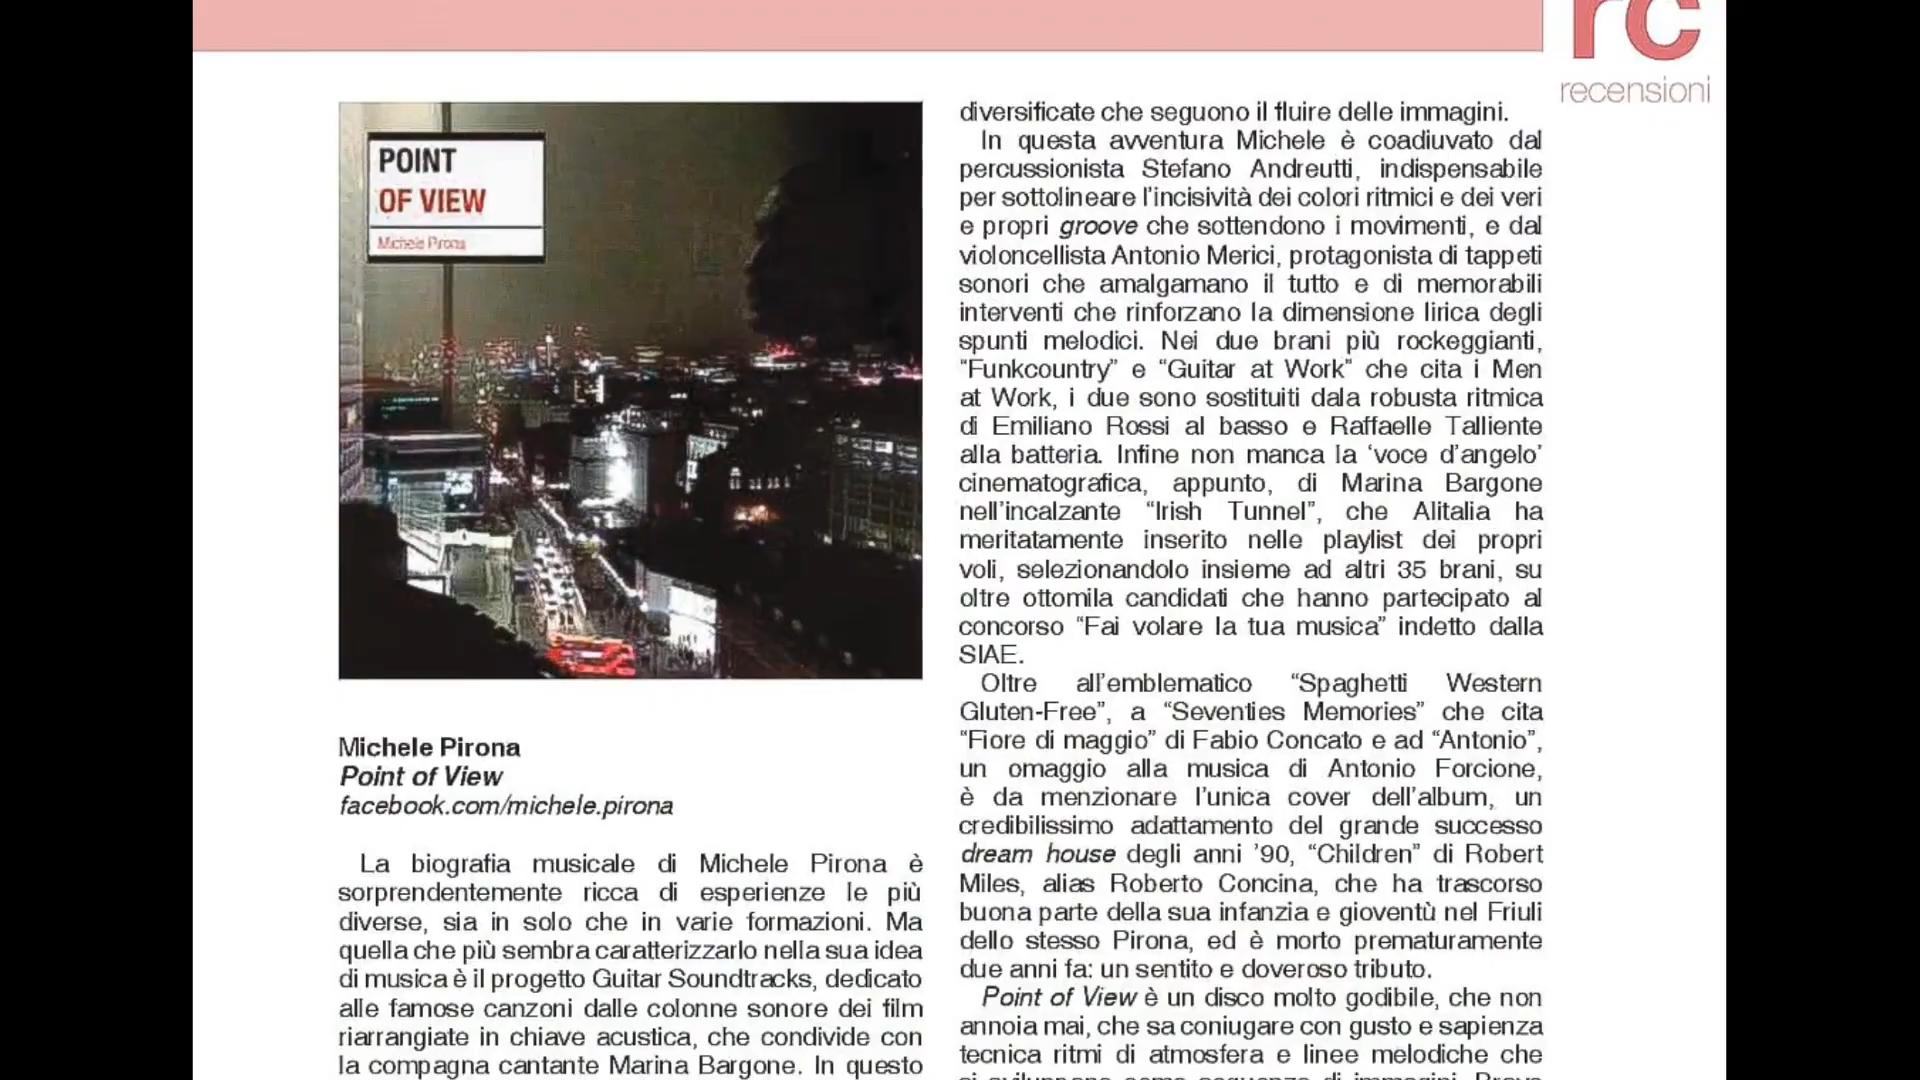 rc
recensioni
POINT
OF VIEW
Michele Pirona
Michele Pirona
Point of View
facebook.com/michele.pirona
La biografia musicale di Michele Pirona è
sorprendentemente ricca di esperienze le più
diverse, sia in solo che in varie formazioni. Ma
quella che più sembra caratterizzarlo nella sua idea
di musica è il progetto Guitar Soundtracks, dedicato
alle famose canzoni dalle colonne sonore dei film
riarrangiate in chiave acustica, che condivide con
la compagna cantante Marina Bargone. In questo
diversificate che seguono il fluire delle immagini.
In questa avventura Michele è coadiuvato dal
percussionista Stefano Andreutti, indispensabile
per sottolineare l'incisività dei colori ritmici e dei veri
e propri groove che sottendono i movimenti, e dal
violoncellista Antonio Merici, protagonista di tappeti
sonori che amalgamano il tutto e di memorabili
interventi che rinforzano la dimensione lirica degli
spunti melodici. Nei due brani più rockeggianti,
“Funkcountry” e “Guitar at Work” che cita i Men
at Work, i due sono sostituiti dala robusta ritmica
di Emiliano Rossi al basso e Raffaelle Talliente
alla batteria. Infine non manca la ‘voce d’angelo’
cinematografica, appunto, di Marina Bargone
nell’incalzante “Irish Tunnel”, che Alitalia ha
meritatamente inserito nelle playlist dei propri
voli, selezionandolo insieme ad altri 35 brani, su
oltre ottomila candidati che hanno partecipato al
concorso “Fai volare la tua musica” indetto dalla
SIAE.
Oltre all’emblematico “Spaghetti Western
Gluten-Free”, a “Seventies Memories” che cita
“Fiore di maggio” di Fabio Concato e ad “Antonio”,
un omaggio alla musica di Antonio Forcione,
è da menzionare l’unica cover dell’album, un
credibilissimo adattamento del grande successo
dream house degli anni ’90, “Children” di Robert
Miles, alias Roberto Concina, che ha trascorso
buona parte della sua infanzia e gioventù nel Friuli
dello stesso Pirona, ed è morto prematuramente
due anni fa: un sentito e doveroso tributo.
Point of View è un disco molto godibile, che non
annoia mai, che sa coniugare con gusto e sapienza
tecnica ritmi di atmosfera e linee melodiche che